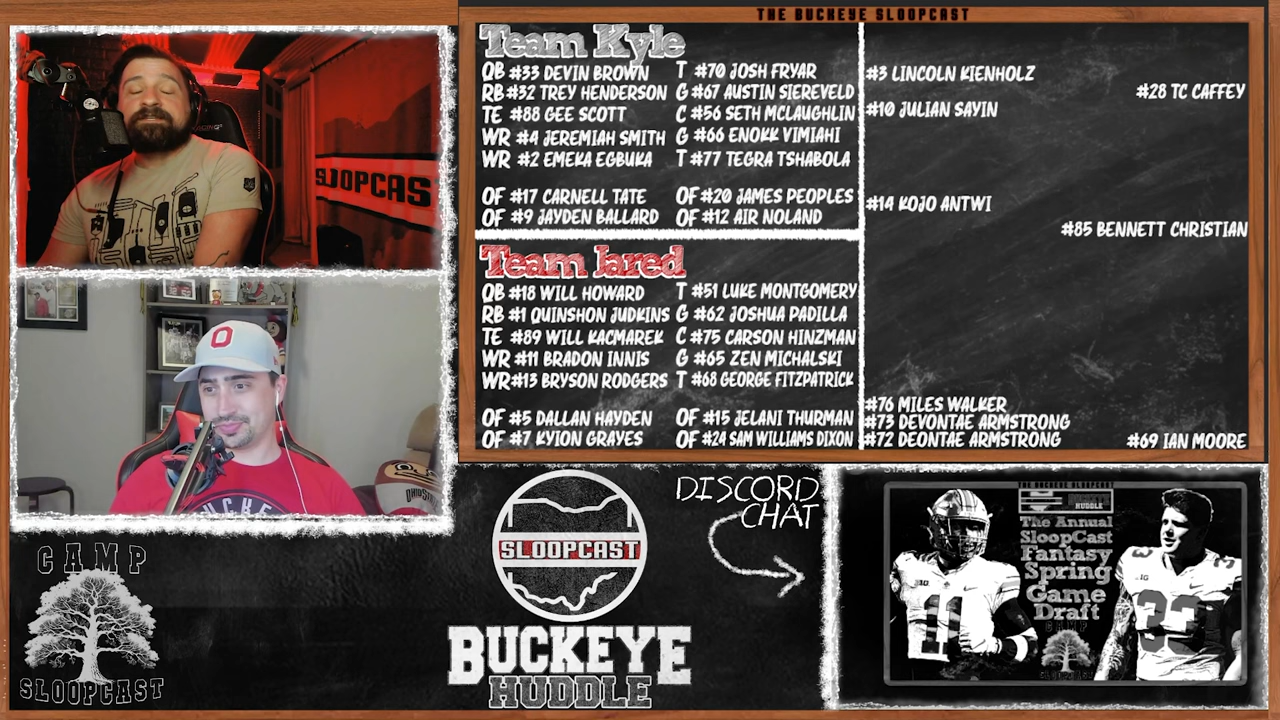 THE BUCKEYE SLOOPCAST
SLOOPCAS
Team Kyle
QB #33 DEVIN BROWN
RB #32 TREY HENDERSON
TE #88 GEE SCOTT
WR #4 JEREMIAH SMITH
WR #2 EMEKA EGBUKA
OF #17 CARNELL TATE
OF #9 JAYDEN BALLARD
T #70 JOSH FRYAR
G #67 AUSTIN SIEREVELD
C #56 SETH MCLAUGHLIN
G #66 ENOKK VIMIAHI
T #77 TEGRA TSHABOLA
OF #20 JAMES PEOPLES
OF #12 AIR NOLAND
Team Jared
QB #18 WILL HOWARD
RB #1 QUINSHON JUDKINS
TE #89 WILL KACMAREK
WR #11 BRADON INNIS
WR #13 BRYSON RODGERS
OF #5 DALLAN HAYDEN
OF #7 KYION GRAYES
T #51 LUKE MONTGOMERY
G #62 JOSHUA PADILLA
C #75 CARSON HINZMAN
G #65 ZEN MICHALSKI
T #68 GEORGE FITZPATRICK
OF #15 JELANI THURMAN
OF #24 SAM WILLIAMS DIXON
#3 LINCOLN KIENHOLZ
#28 TC CAFFEY
#10 JULIAN SAYIN
#14 KOJO ANTWI
#85 BENNETT CHRISTIAN
#76 MILES WALKER
#73 DEVONTAE ARMSTRONG
#72 DEONTAE ARMSTRONG
#69 IAN MOORE
O
CAMP
SLOOPCAST
SLOOPCAST
BUCKEYE
HUDDLE
DISCORD
CHAT
BUCKEYE
HUDDLE
The Annual
SloopCast
Fantasy
Spring
Game
Draft
CAMP
11
33